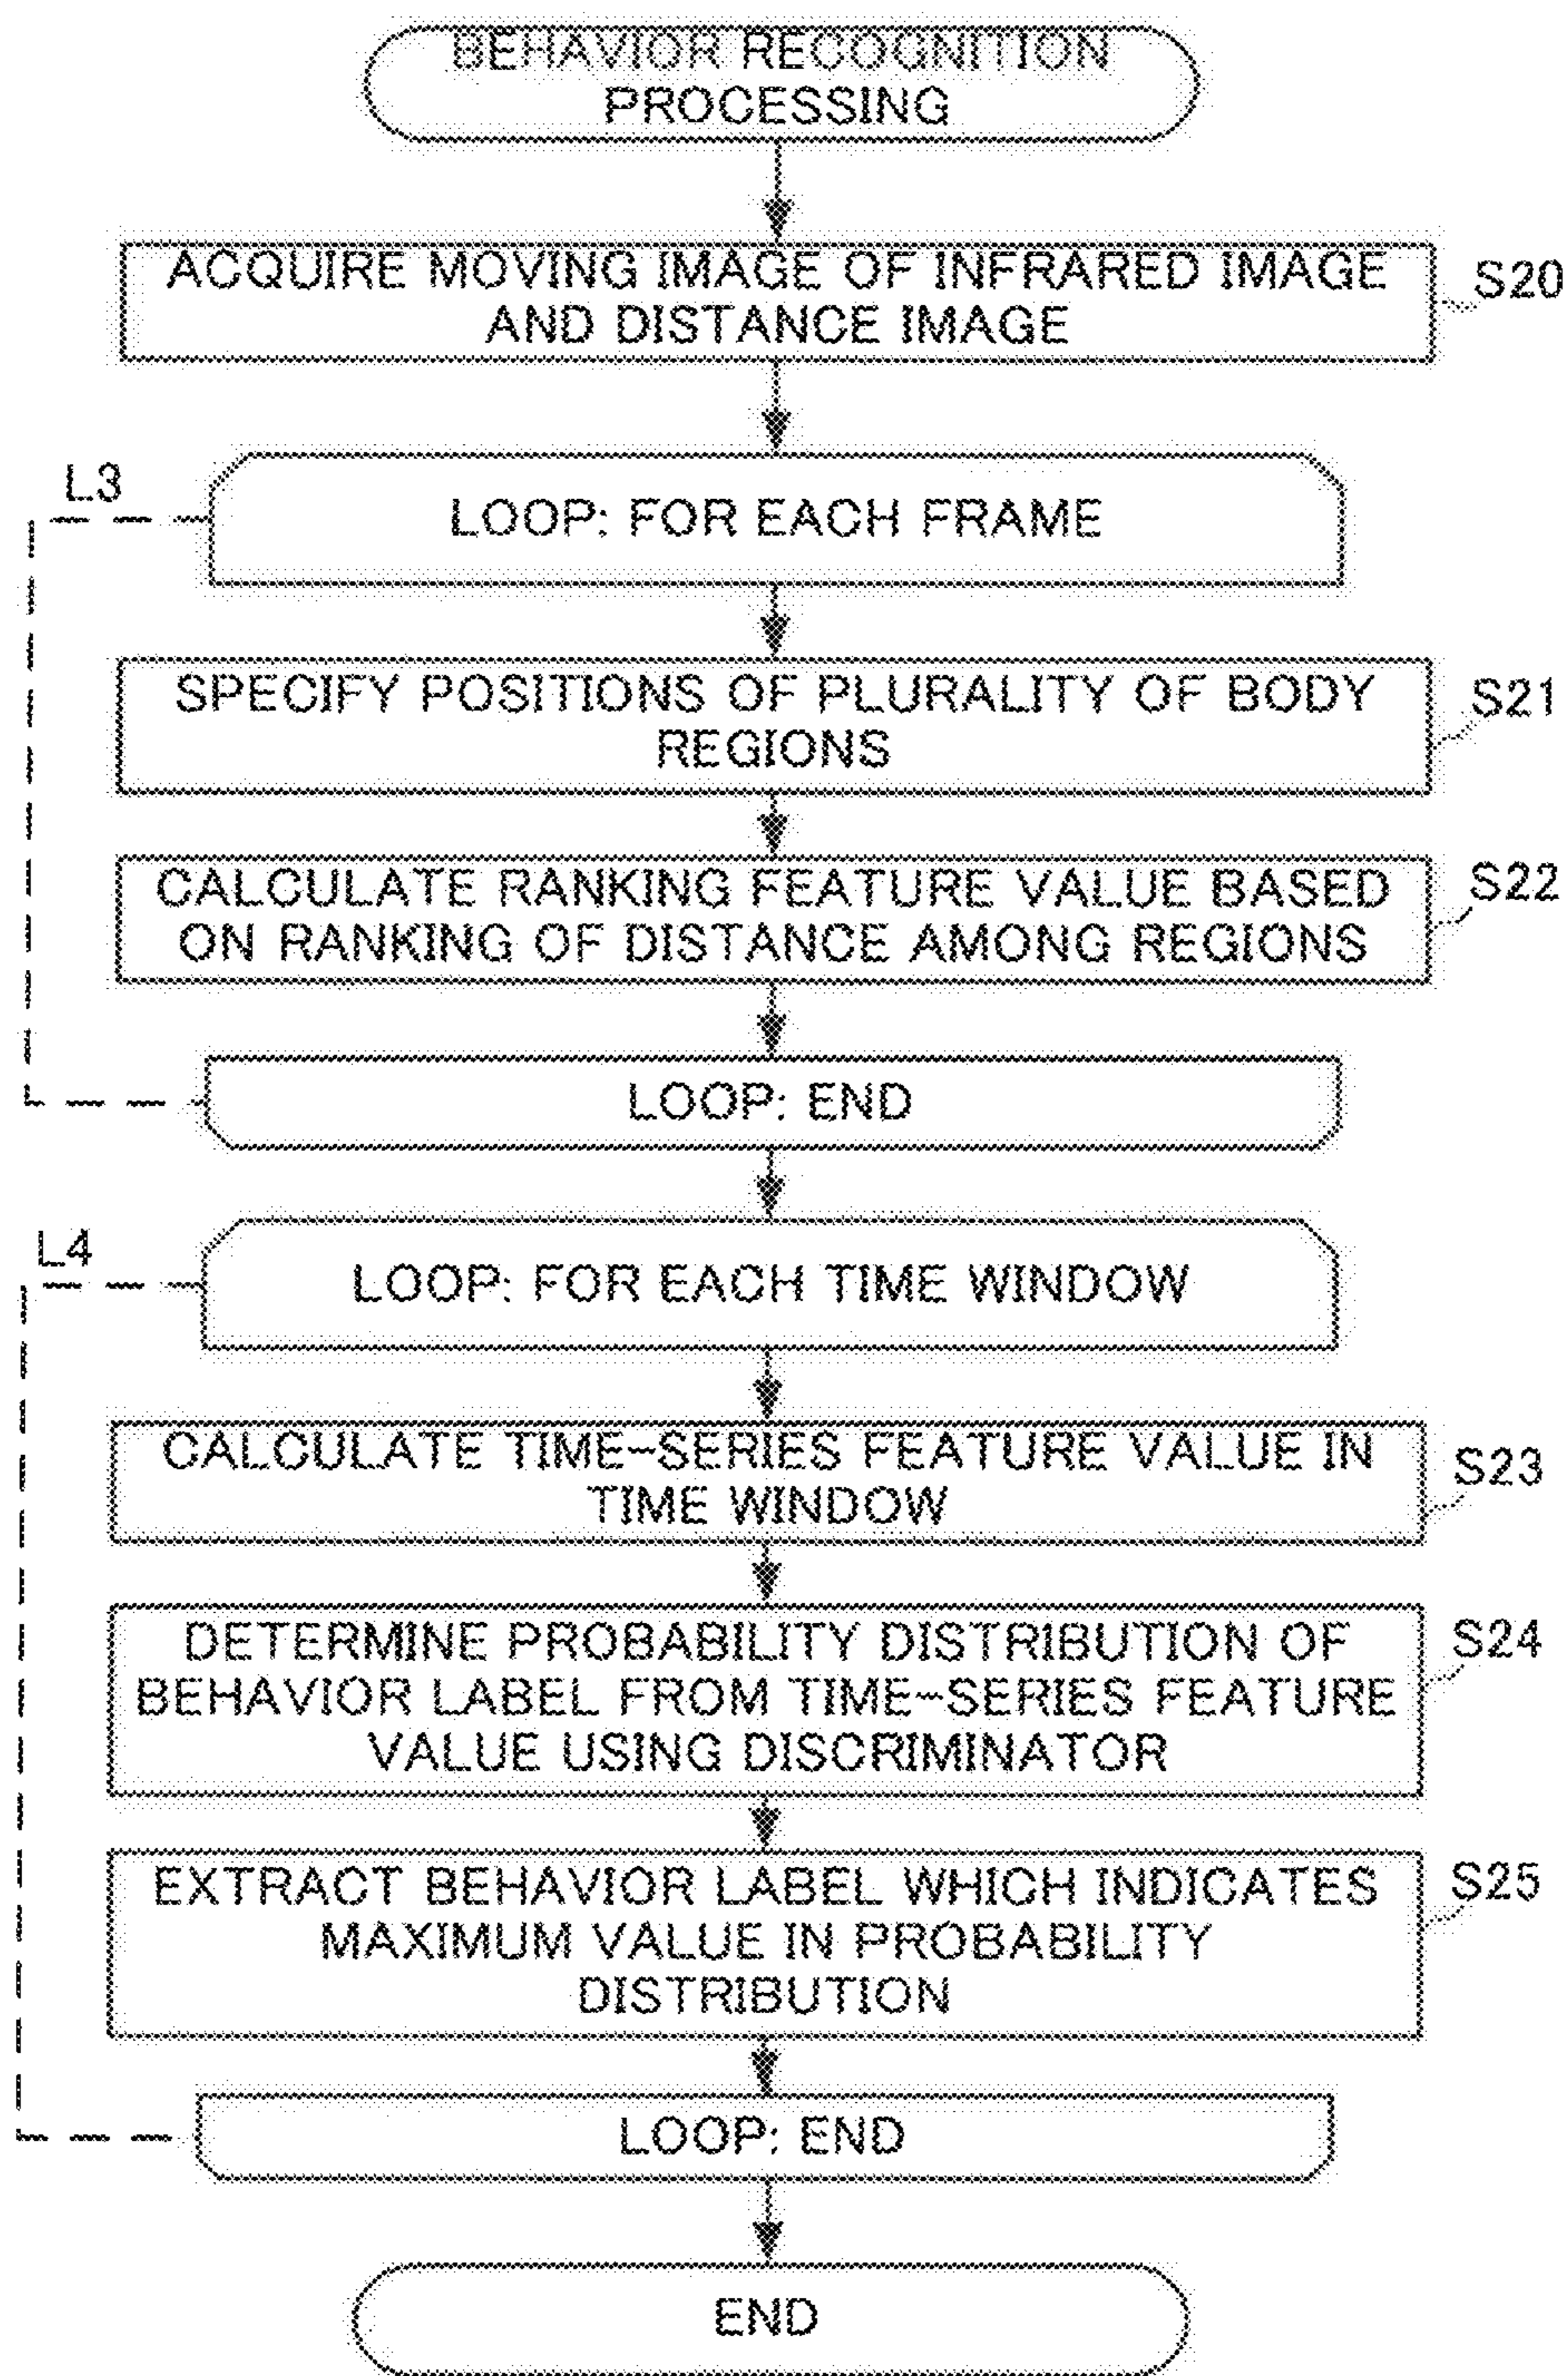 BEHAVIOR RECOGNITION
PROCESSING
ACQUIRE MOVING IMAGE OF INFRARED IMAGE
AND DISTANCE IMAGE
S20
L3
LOOP: FOR EACH FRAME
SPECIFY POSITIONS OF PLURALITY OF BODY
REGIONS
S21
CALCULATE RANKING FEATURE VALUE BASED
ON RANKING OF DISTANCE AMONG REGIONS
S22
LOOP: END
L4
LOOP: FOR EACH TIME WINDOW
CALCULATE TIME-SERIES FEATURE VALUE IN
TIME WINDOW
S23
DETERMINE PROBABILITY DISTRIBUTION OF
BEHAVIOR LABEL FROM TIME-SERIES FEATURE
VALUE USING DISCRIMINATOR
S24
EXTRACT BEHAVIOR LABEL WHICH INDICATES
MAXIMUM VALUE IN PROBABILITY
DISTRIBUTION
S25
LOOP: END
END